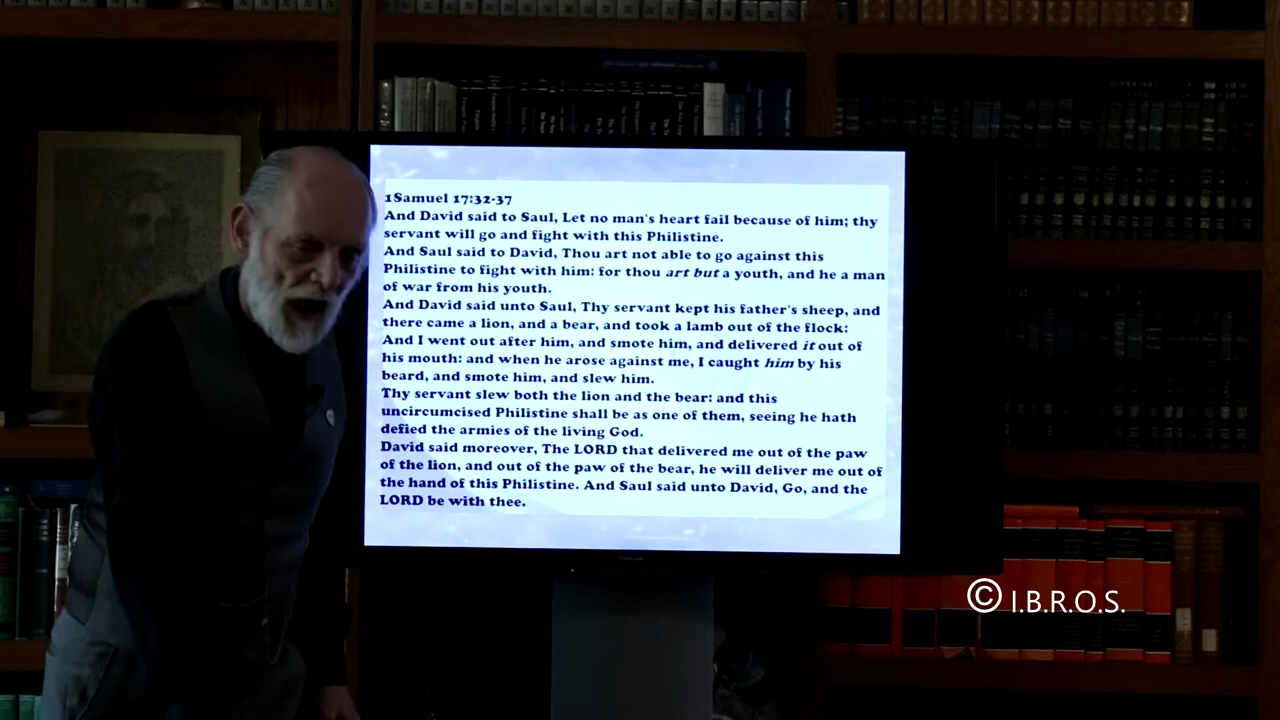 1Samuel 17:32-37
And David said to Saul, Let no man's heart fail because of him; thy
servant will go and fight with this Philistine.
And Saul said to David, Thou art not able to go against this
Philistine to fight with him: for thou art but a youth, and he a man
of war from his youth.
And David said unto Saul, Thy servant kept his father's sheep, and
there came a lion, and a bear, and took a lamb out of the flock:
And I went out after him, and smote him, and delivered it out of
his mouth: and when he arose against me, I caught him by his
beard, and smote him, and slew him.
Thy servant slew both the lion and the bear: and this
uncircumcised Philistine shall be as one of them, seeing he hath
defied the armies of the living God.
David said moreover, The LORD that delivered me out of the paw
of the lion, and out of the paw of the bear, he will deliver me out of
the hand of this Philistine. And Saul said unto David, Go, and the
LORD be with thee.
© I.B.R.O.S.